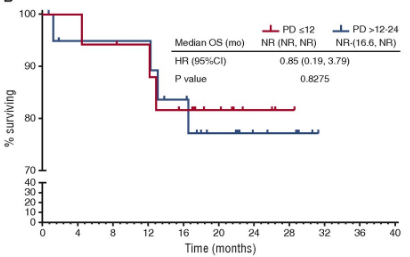 PD ≤12 PD >12-24
Median OS (mo) NR (NR, NR) NR-(16.6, NR)
HR (95%CI) 0.85 (0.19, 3.79)
P value 0.8275
% surviving
100
90
80
70
40
30
20
10
0
0 4 8 12 16 20 24 28 32 36 40
Time (months)